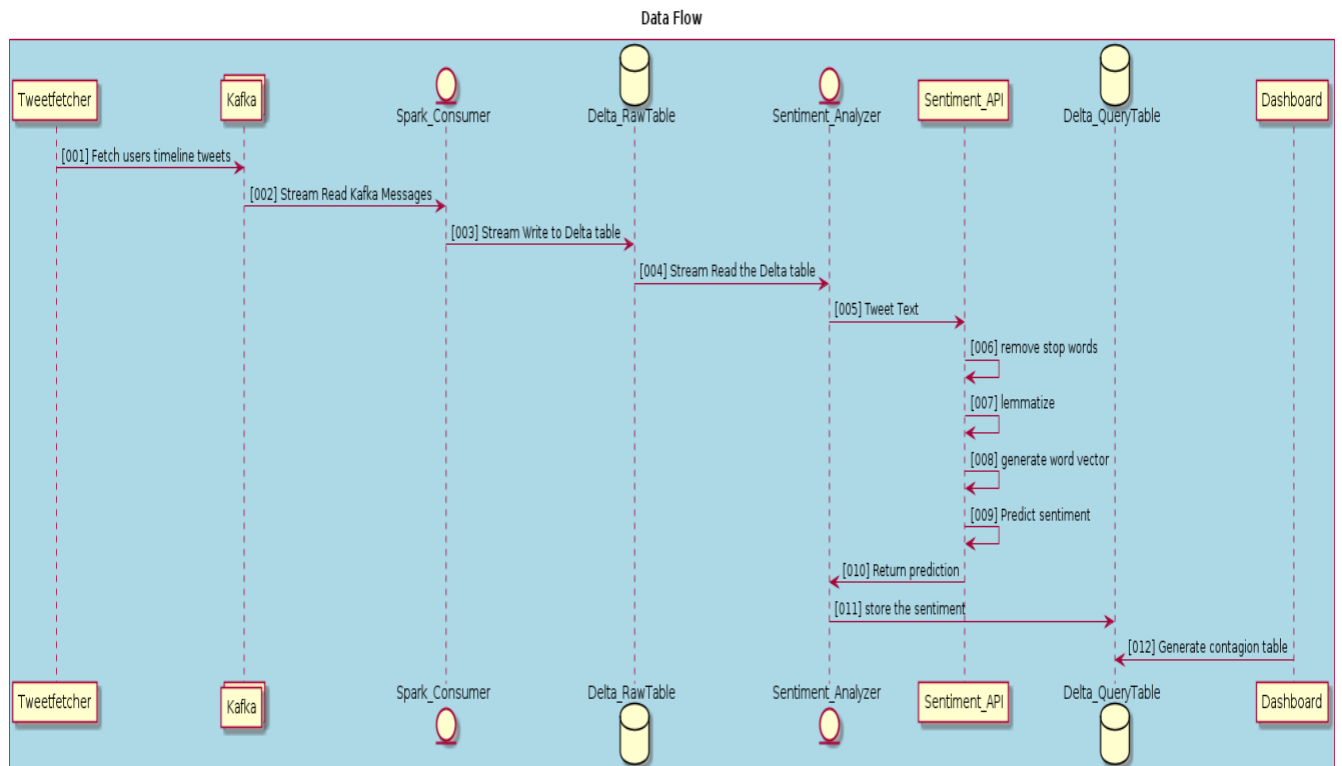 Data Flow
Tweetfetcher
Kafka
Spark_Consumer
Delta_RawTable
Sentiment_Analyzer
Sentiment_API
Delta_QueryTable
Dashboard
[001] Fetch users timeline tweets
[002] Stream Read Kafka Messages
[003] Stream Write to Delta table
[004] Stream Read the Delta table
[005] Tweet Text
[006] remove stop words
[007] lemmatize
[008] generate word vector
[009] Predict sentiment
[010] Return prediction
[011] store the sentiment
[012] Generate contagion table
Tweetfetcher
Kafka
Spark_Consumer
Delta_RawTable
Sentiment_Analyzer
Sentiment_API
Delta_QueryTable
Dashboard